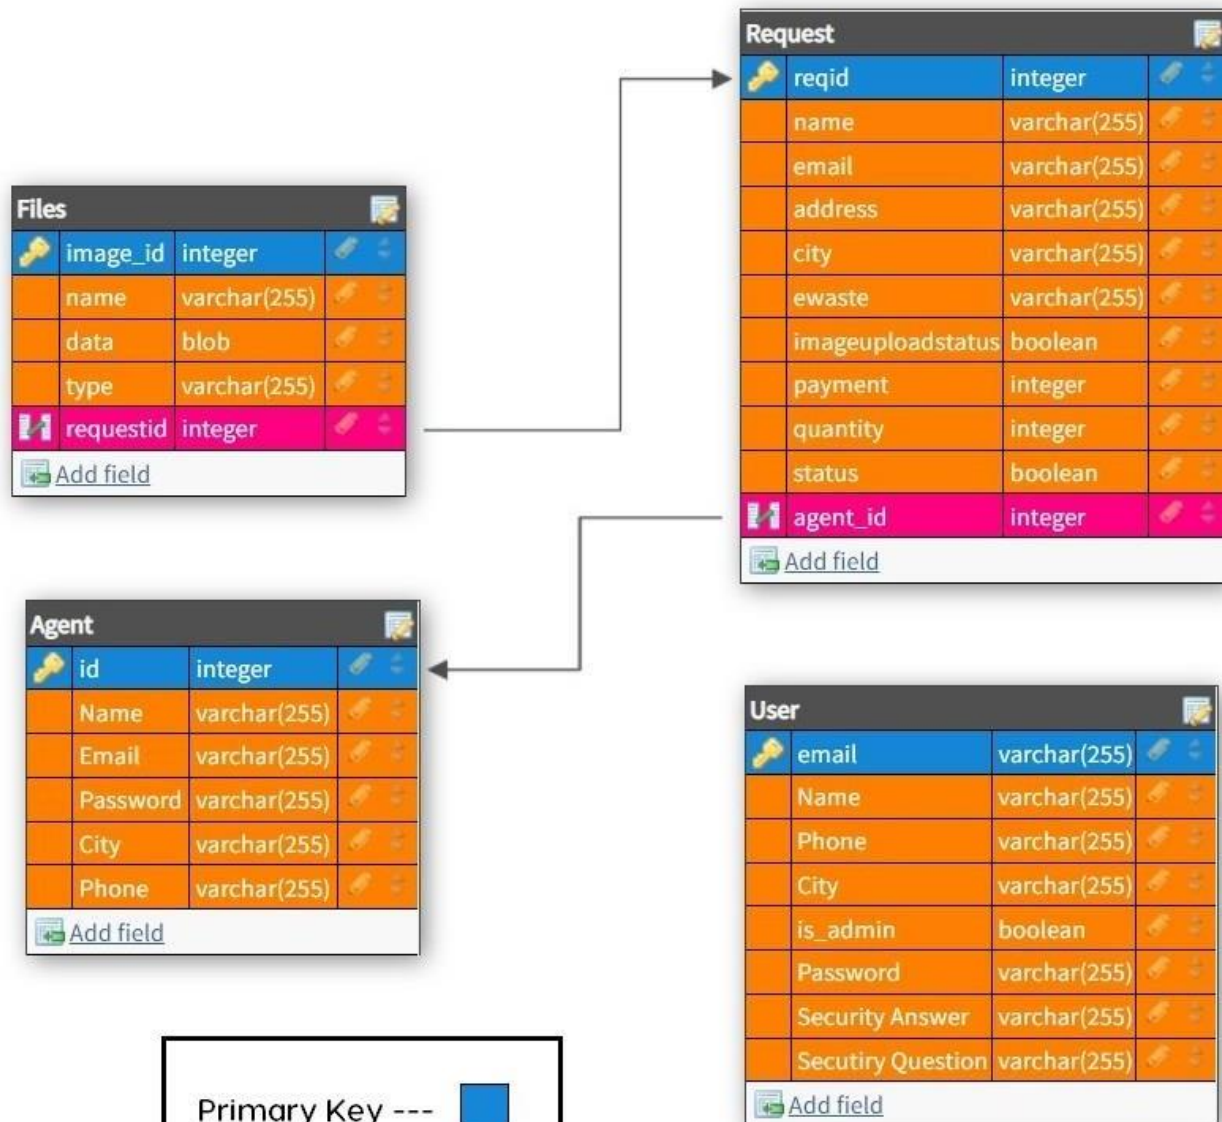 Request
reqid integer
name varchar(255)
email varchar(255)
address varchar(255)
city varchar(255)
ewaste varchar(255)
imageuploadstatus boolean
payment integer
quantity integer
status boolean
agent_id integer
Add field
Files
image_id integer
name varchar(255)
data blob
type varchar(255)
requestid integer
Add field
Agent
id integer
Name varchar(255)
Email varchar(255)
Password varchar(255)
City varchar(255)
Phone varchar(255)
Add field
User
email varchar(255)
Name varchar(255)
Phone varchar(255)
City varchar(255)
is_admin boolean
Password varchar(255)
Security Answer varchar(255)
Secutiry Question varchar(255)
Add field
Primary Key ---